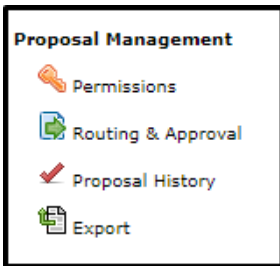 Proposal Management
Permissions
Routing & Approval
Proposal History
Export